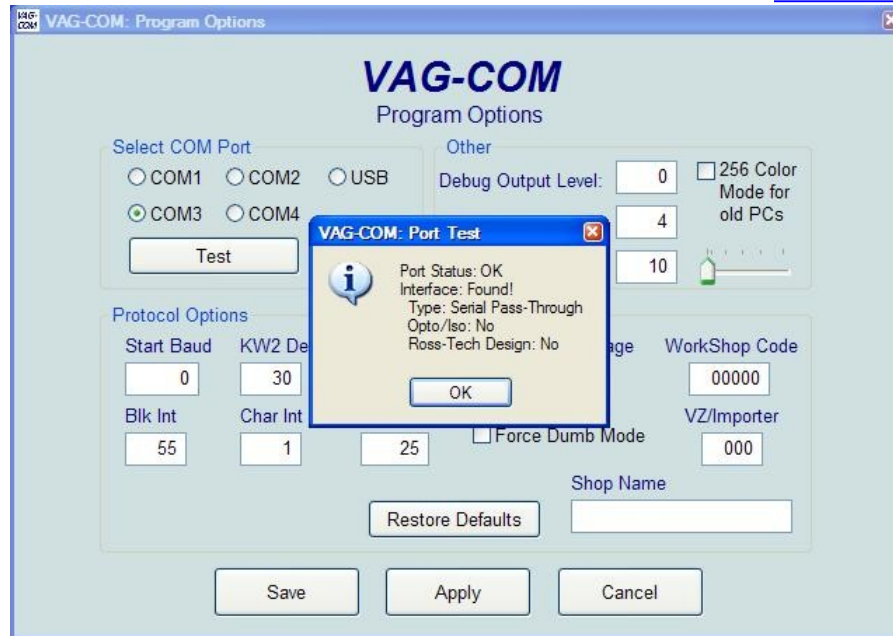 VAG-COM
VAG-COM: Program Options
VAG-COM
Program Options
Select COM Port
COM1 COM2 USB
COM3 COM4
Test
Other
Debug Output Level: 0
4
10
256 Color
Mode for
old PCs
VAG-COM: Port Test
Port Status: OK
Interface: Found!
Type: Serial Pass-Through
Opto/Iso: No
Ross-Tech Design: No
OK
Protocol Options
Start Baud KW2 De age WorkShop Code
0 30 00000
Blk Int Char Int VZ/Importer
55 1 25 Force Dumb Mode 000
Shop Name
Restore Defaults
Save Apply Cancel